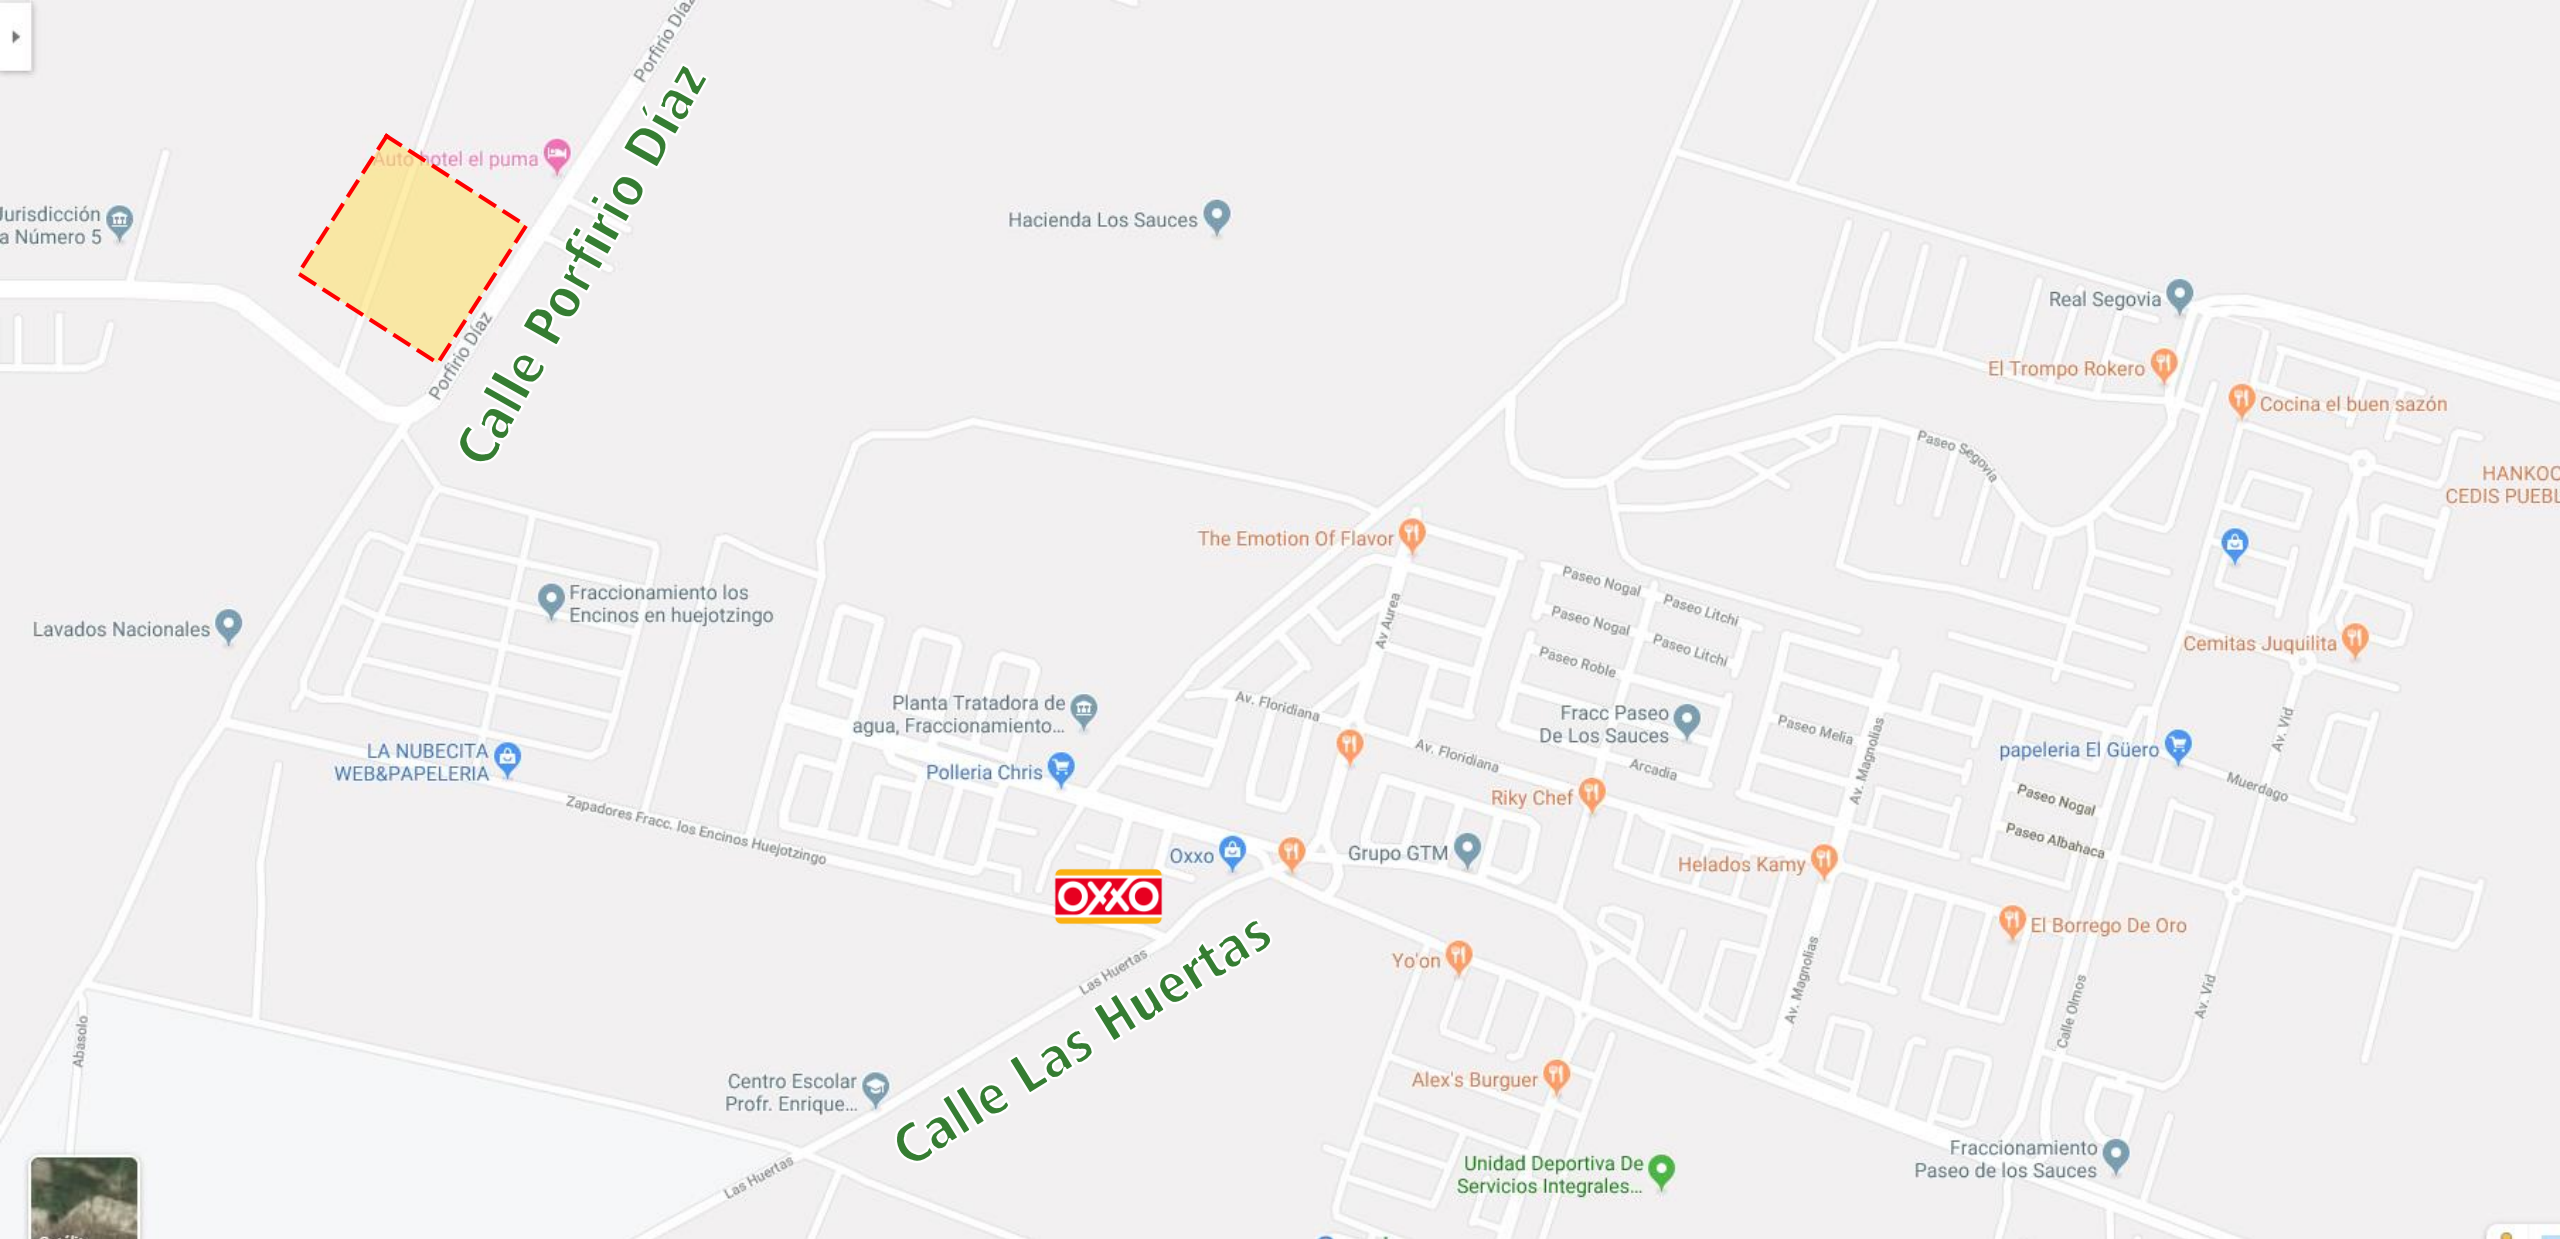 Porfirio Díaz
Calle Porfirio Díaz
Auto hotel el puma
Jurisdicción
a Número 5
Hacienda Los Sauces
Porfirio Díaz
Real Segovia
El Trompo Rokero
Cocina el buen sazón
Paseo Segovia
HANKOO
CEDIS PUEBL
The Emotion Of Flavor
Fraccionamiento los
Encinos en huejotzingo
Lavados Nacionales
Av Aurea
Paseo Nogal
Paseo Litchi
Paseo Nogal
Paseo Litchi
Paseo Roble
Cemitas Juquilita
Planta Tratadora de
agua, Fraccionamiento...
Av. Floridiana
Fracc Paseo
De Los Sauces
Paseo Melia
Av. Magnolias
Av. Vid
LA NUBECITA
WEB&PAPELERIA
Polleria Chris
Av. Floridiana
Arcadia
papeleria El Güero
Muerdago
Riky Chef
Paseo Nogal
Paseo Albahaca
Zapadores Fracc. los Encinos Huejotzingo
Oxxo
Grupo GTM
Helados Kamy
OXXO
El Borrego De Oro
Las Huertas
Calle Las Huertas
Yo'on
Av. Magnolias
Calle Olmos
Av. Vid
Abasolo
Centro Escolar
Profr. Enrique...
Alex's Burguer
Las Huertas
Unidad Deportiva De
Servicios Integrales...
Fraccionamiento
Paseo de los Sauces